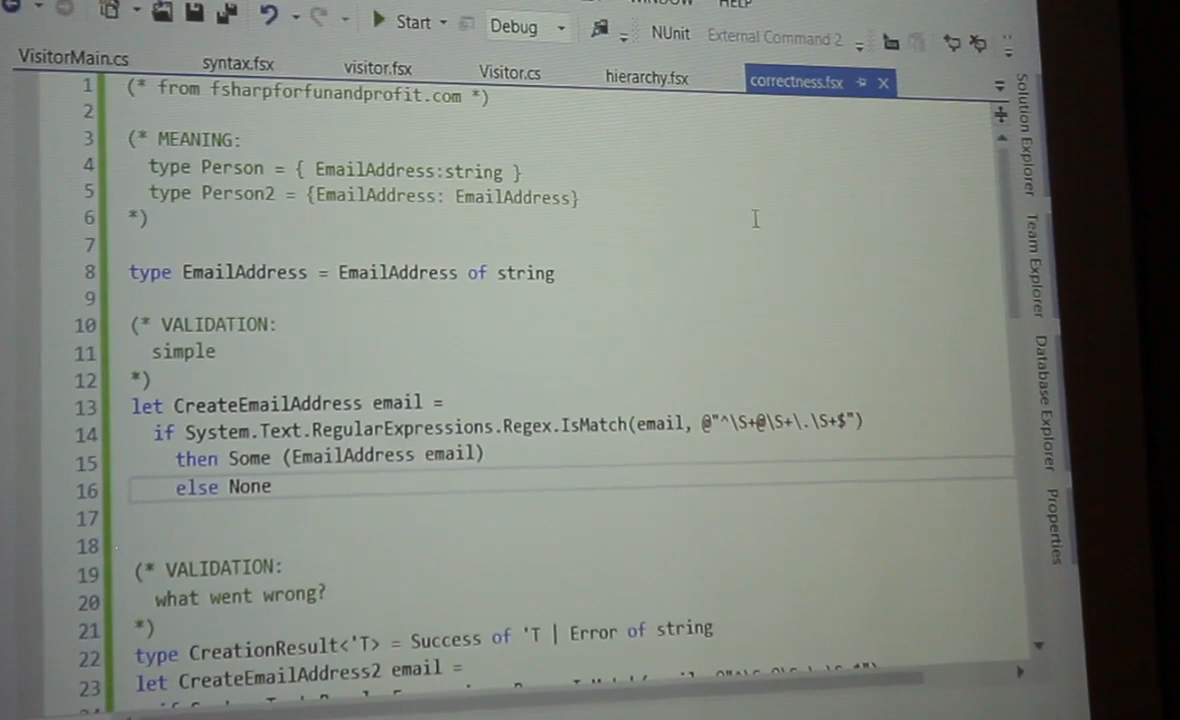 WINDOW HELP
Start Debug NUnit External Command 2
VisitorMain.cs syntax.fsx visitor.fsx Visitor.cs hierarchy.fsx correctness.fsx
1 (* from fsharpforfunandprofit.com *)
2
3 (* MEANING:
4 type Person = { EmailAddress:string }
5 type Person2 = {EmailAddress: EmailAddress}
6 *)
7
8 type EmailAddress = EmailAddress of string
9
10 (* VALIDATION:
11 simple
12 *)
13 let CreateEmailAddress email =
14 if System.Text.RegularExpressions.Regex.IsMatch(email, @"^\S+@\S+\.\S+$")
15 then Some (EmailAddress email)
16 else None
17
18
19 (* VALIDATION:
20 what went wrong?
21 *)
22 type CreationResult<'T> = Success of 'T | Error of string
23 let CreateEmailAddress2 email =
Solution Explorer
Team Explorer
Database Explorer
Properties